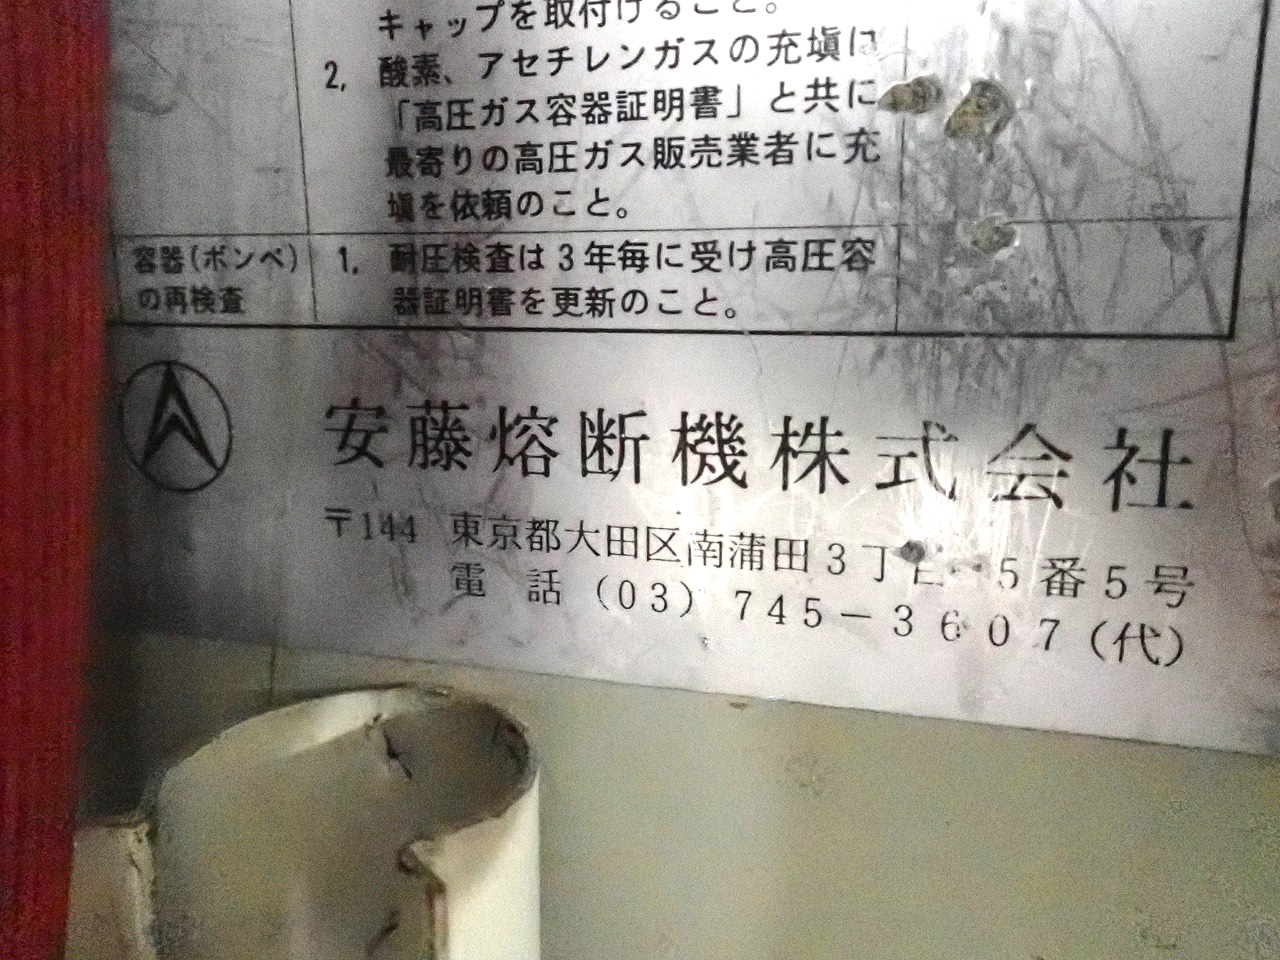 キャップを取付けること。
2. 酸素、アセチレンガスの充塡は
「高圧ガス容器証明書」と共に
最寄りの高圧ガス販売業者に充
塡を依頼のこと。
容器(ボンベ)
の再検査
1. 耐圧検査は3年毎に受け高圧容
器証明書を更新のこと。
安藤熔断機株式会社
〒144 東京都大田区南蒲田3丁目 5番5号
電話 (03) 745－3607(代)